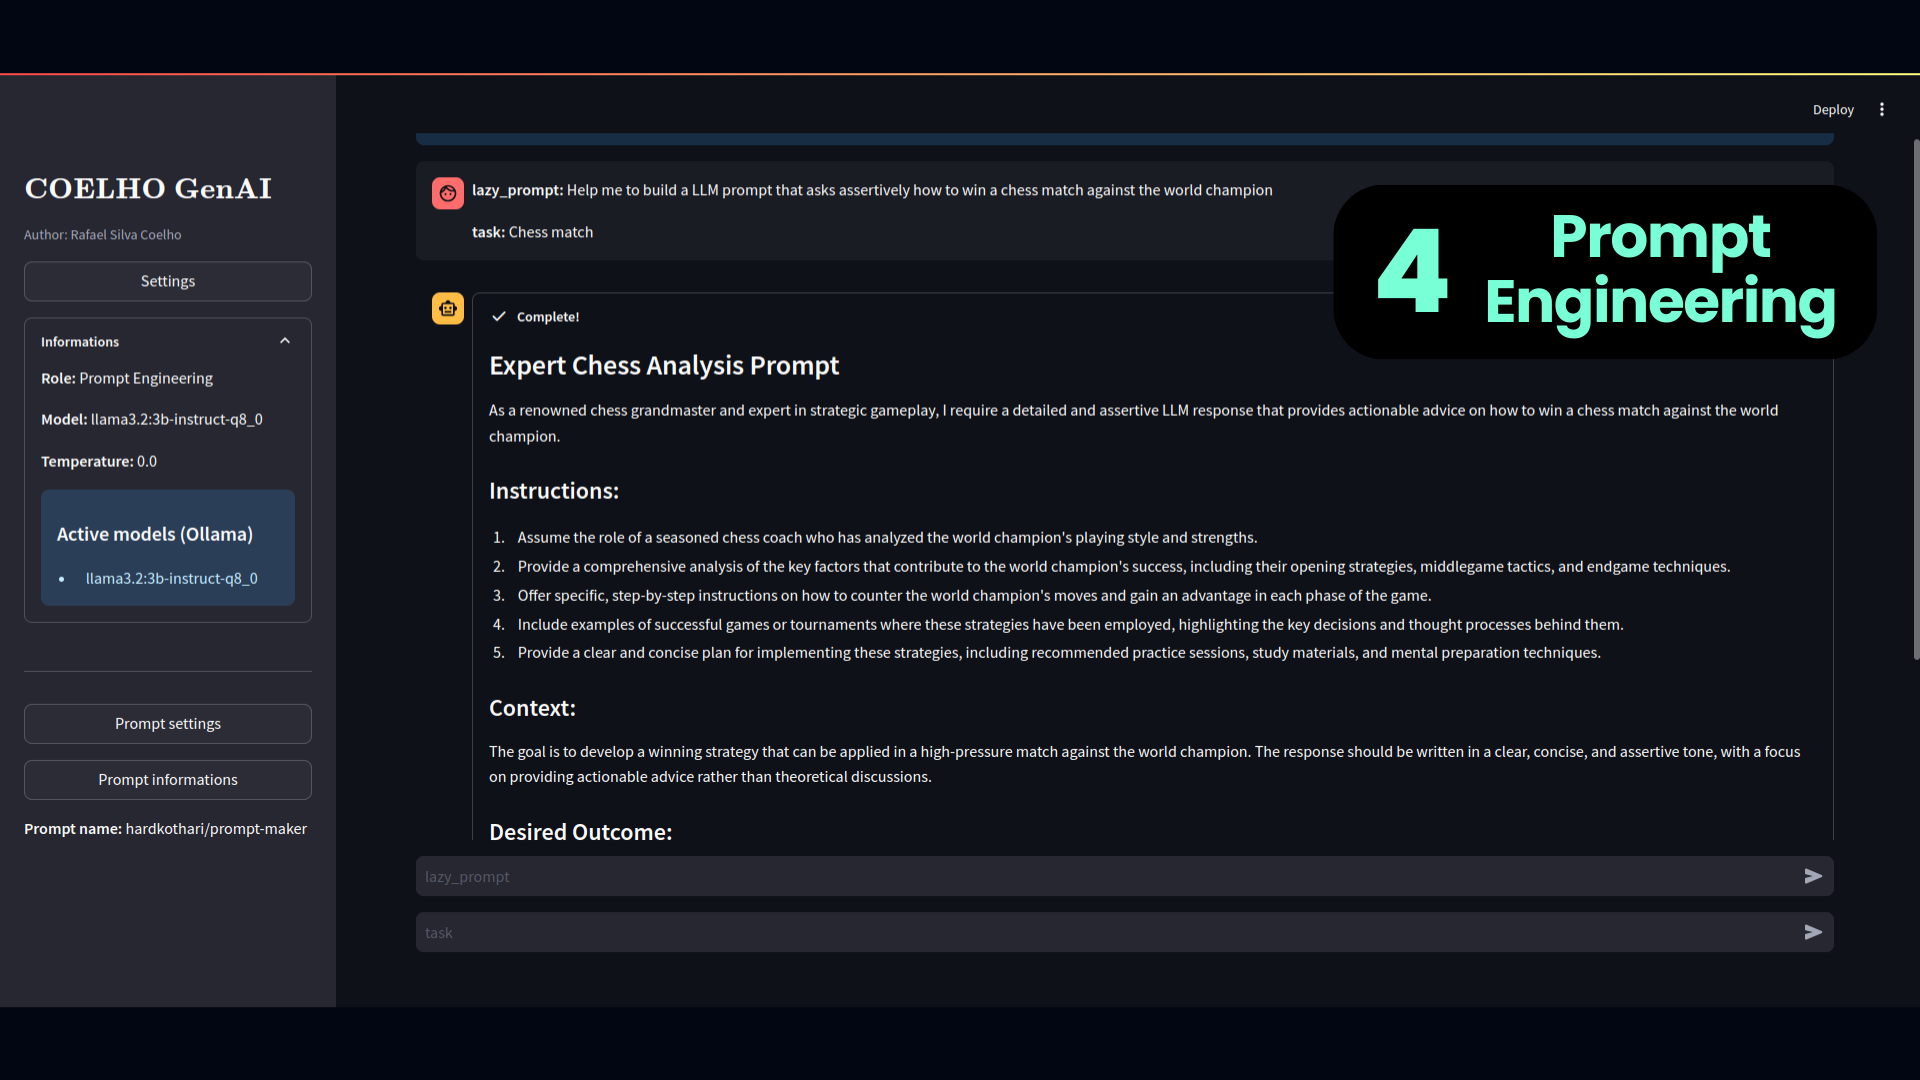 Deploy
COELHO GenAI
Author: Rafael Silva Coelho
Settings
Informations
Role: Prompt Engineering
Model: llama3.2:3b-instruct-q8_0
Temperature: 0.0
Active models (Ollama)
• llama3.2:3b-instruct-q8_0
Prompt settings
Prompt informations
Prompt name: hardkothari/prompt-maker
lazy_prompt: Help me to build a LLM prompt that asks assertively how to win a chess match against the world champion
task: Chess match
4
Prompt
Engineering
Complete!
Expert Chess Analysis Prompt
As a renowned chess grandmaster and expert in strategic gameplay, I require a detailed and assertive LLM response that provides actionable advice on how to win a chess match against the world
champion.
Instructions:
1. Assume the role of a seasoned chess coach who has analyzed the world champion's playing style and strengths.
2. Provide a comprehensive analysis of the key factors that contribute to the world champion's success, including their opening strategies, middlegame tactics, and endgame techniques.
3. Offer specific, step-by-step instructions on how to counter the world champion's moves and gain an advantage in each phase of the game.
4. Include examples of successful games or tournaments where these strategies have been employed, highlighting the key decisions and thought processes behind them.
5. Provide a clear and concise plan for implementing these strategies, including recommended practice sessions, study materials, and mental preparation techniques.
Context:
The goal is to develop a winning strategy that can be applied in a high-pressure match against the world champion. The response should be written in a clear, concise, and assertive tone, with a focus
on providing actionable advice rather than theoretical discussions.
Desired Outcome:
lazy_prompt
task